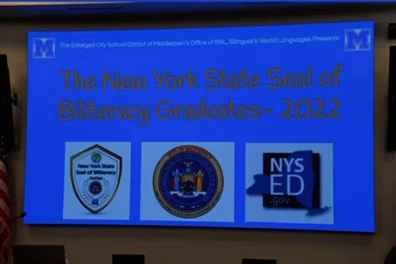 The Enlarged City School District of Middletown's Office of ENL, Bilingual & World Languages Presents
The New York State Seal of
Biliteracy Graduates- 2022
New York State
Seal of Biliteracy
NYS
ED
.gov